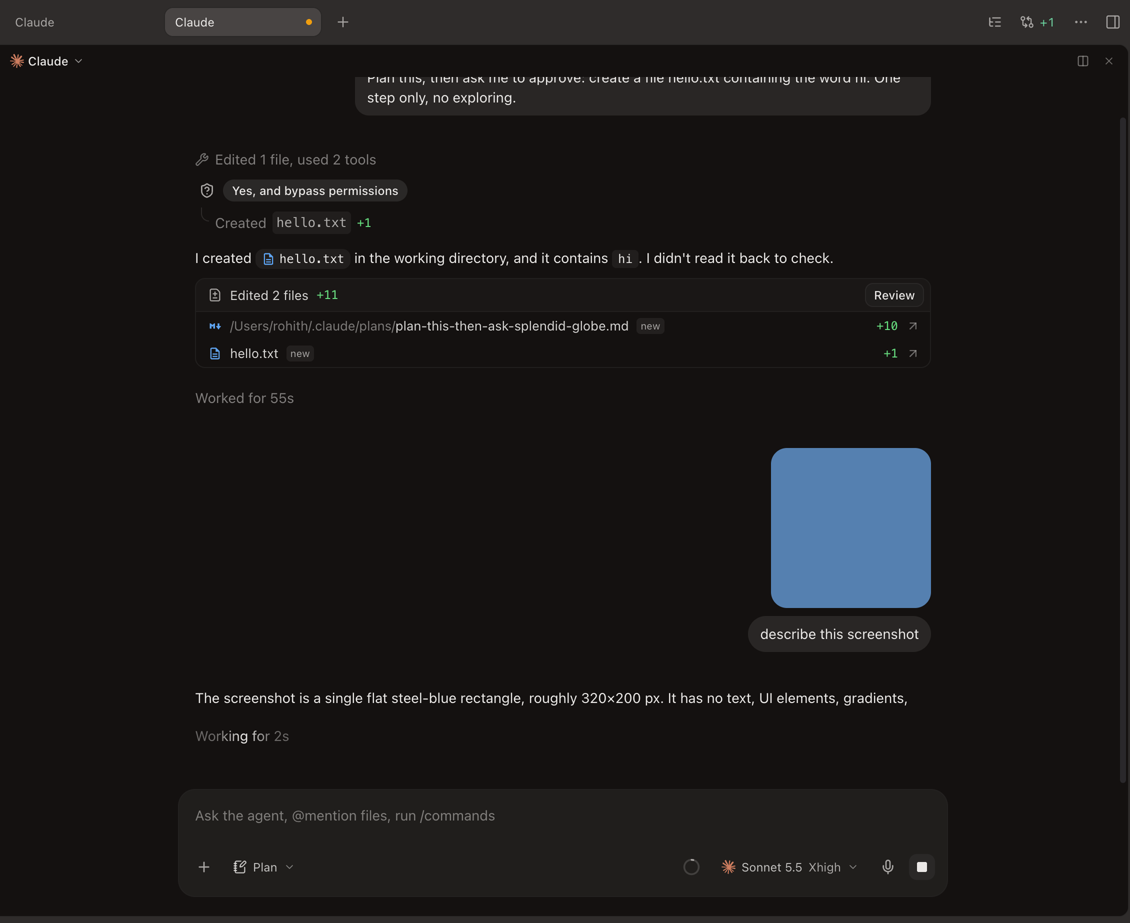 Claude
Claude
+1
Claude
Plan this, then ask me to approve: create a file hello.txt containing the word hi. One
step only, no exploring.
Edited 1 file, used 2 tools
Yes, and bypass permissions
Created hello.txt +1
I created hello.txt in the working directory, and it contains hi. I didn't read it back to check.
Edited 2 files +11 Review
/Users/rohith/.claude/plans/plan-this-then-ask-splendid-globe.md new +10
hello.txt new +1
Worked for 55s
describe this screenshot
The screenshot is a single flat steel-blue rectangle, roughly 320×200 px. It has no text, UI elements, gradients,
Working for 2s
Ask the agent, @mention files, run /commands
Plan Sonnet 5.5 Xhigh